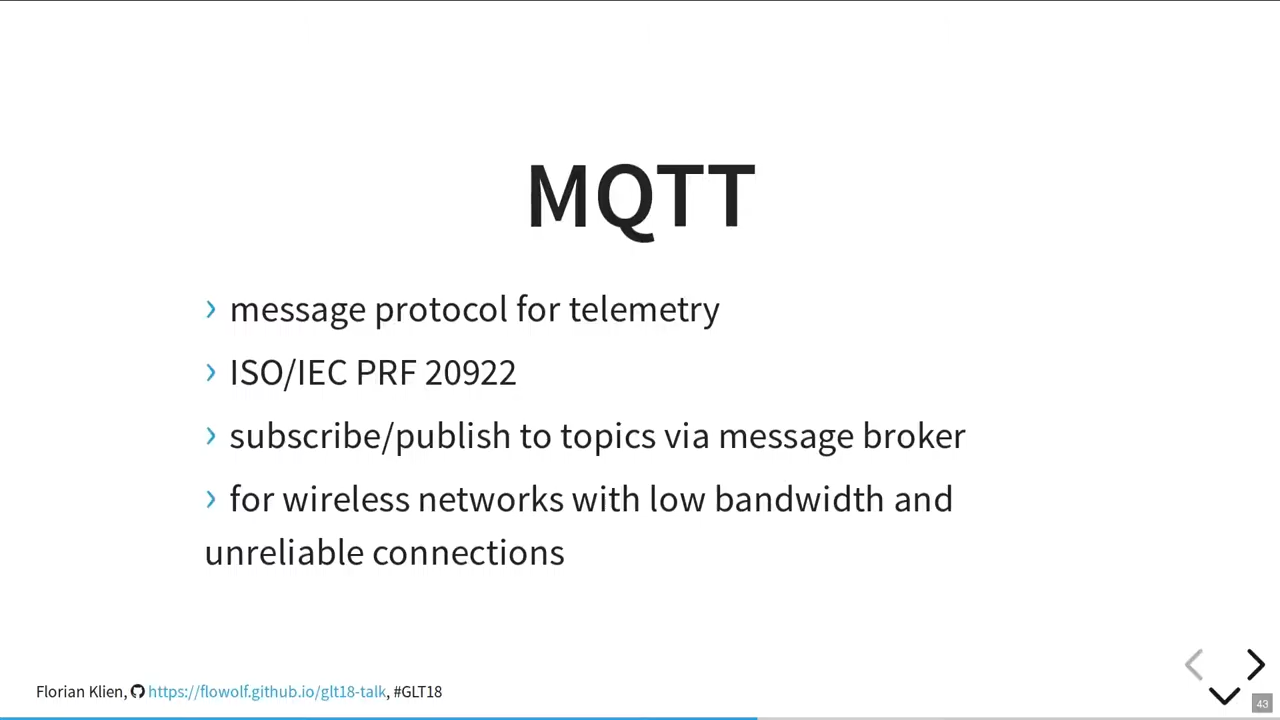 MQTT
› message protocol for telemetry
› ISO/IEC PRF 20922
› subscribe/publish to topics via message broker
› for wireless networks with low bandwidth and
unreliable connections
Florian Klien, https://flowolf.github.io/glt18-talk, #GLT18
43